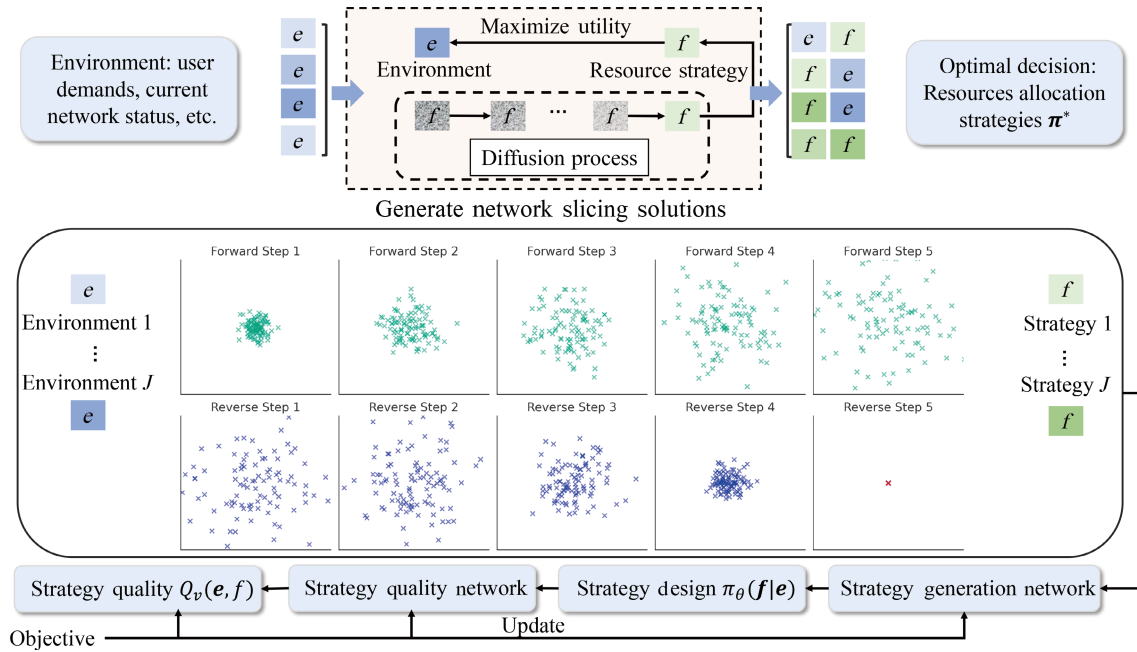 Environment: user
demands, current
network status, etc.
e
e
e
e
Maximize utility
e
f
Environment
Resource strategy
f
f
...
f
f
Diffusion process
e f
f e
f e
f f
Optimal decision:
Resources allocation
strategies π*
Generate network slicing solutions
Forward Step 1
Forward Step 2
Forward Step 3
Forward Step 4
Forward Step 5
e
Environment 1
⋮
Environment J
e
Reverse Step 1
Reverse Step 2
Reverse Step 3
Reverse Step 4
Reverse Step 5
f
Strategy 1
⋮
Strategy J
f
Strategy quality Qᵥ(e, f)
Strategy quality network
Strategy design π_θ(f|e)
Strategy generation network
Objective
Update